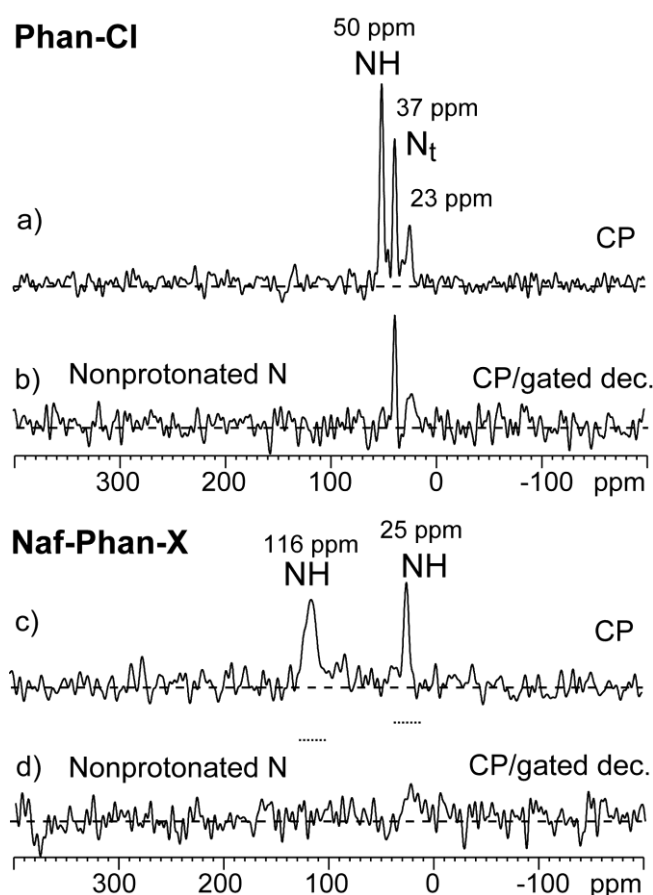 Phan-Cl
50 ppm
NH
37 ppm
Nt
23 ppm
a)
CP
b)
Nonprotonated N
CP/gated dec.
300 200 100 0 -100 ppm
Naf-Phan-X
116 ppm
25 ppm
NH
NH
c)
CP
d)
Nonprotonated N
CP/gated dec.
300 200 100 0 -100 ppm